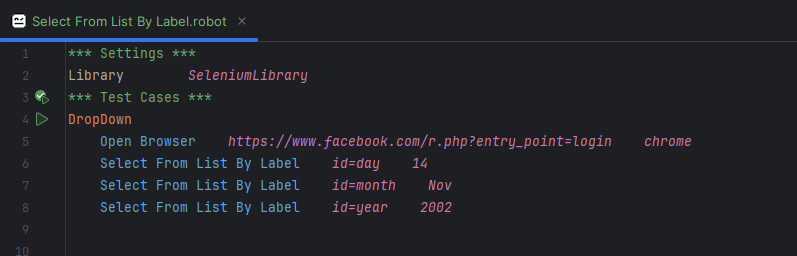 Select From List By Label.robot
1 *** Settings ***
2 Library SeleniumLibrary
3 *** Test Cases ***
4 DropDown
5 Open Browser https://www.facebook.com/r.php?entry_point=login chrome
6 Select From List By Label id=day 14
7 Select From List By Label id=month Nov
8 Select From List By Label id=year 2002
9
10